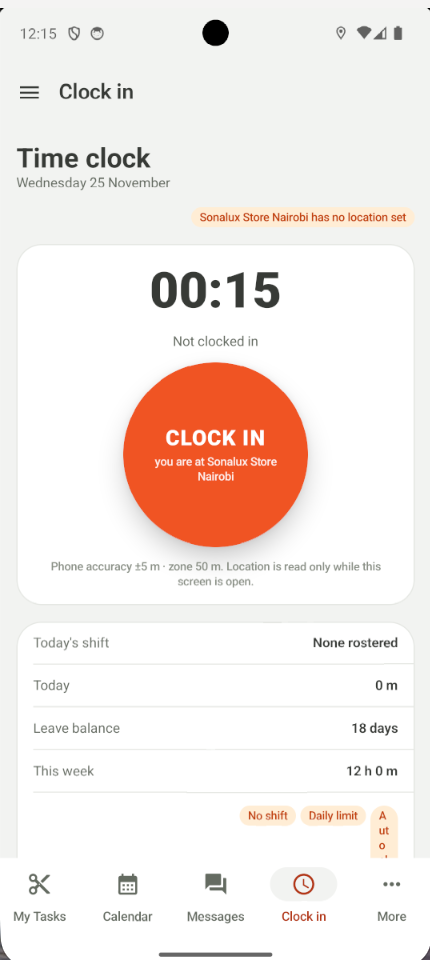 12:15
Clock in
Time clock
Wednesday 25 November
Sonalux Store Nairobi has no location set
00:15
Not clocked in
CLOCK IN
you are at Sonalux Store
Nairobi
Phone accuracy ±5 m · zone 50 m. Location is read only while this
screen is open.
Today's shift None rostered
Today 0 m
Leave balance 18 days
This week 12 h 0 m
No shift Daily limit A
ut
o
My Tasks Calendar Messages Clock in More